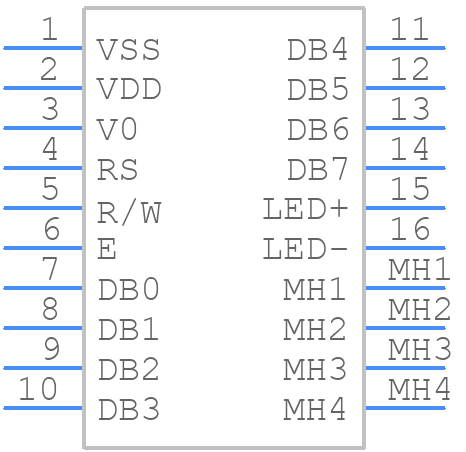 1 VSS DB4 11
2 VDD DB5 12
3 V0 DB6 13
4 RS DB7 14
5 R/W LED+ 15
6 E LED- 16
7 DB0 MH1 MH1
8 DB1 MH2 MH2
9 DB2 MH3 MH3
10 DB3 MH4 MH4